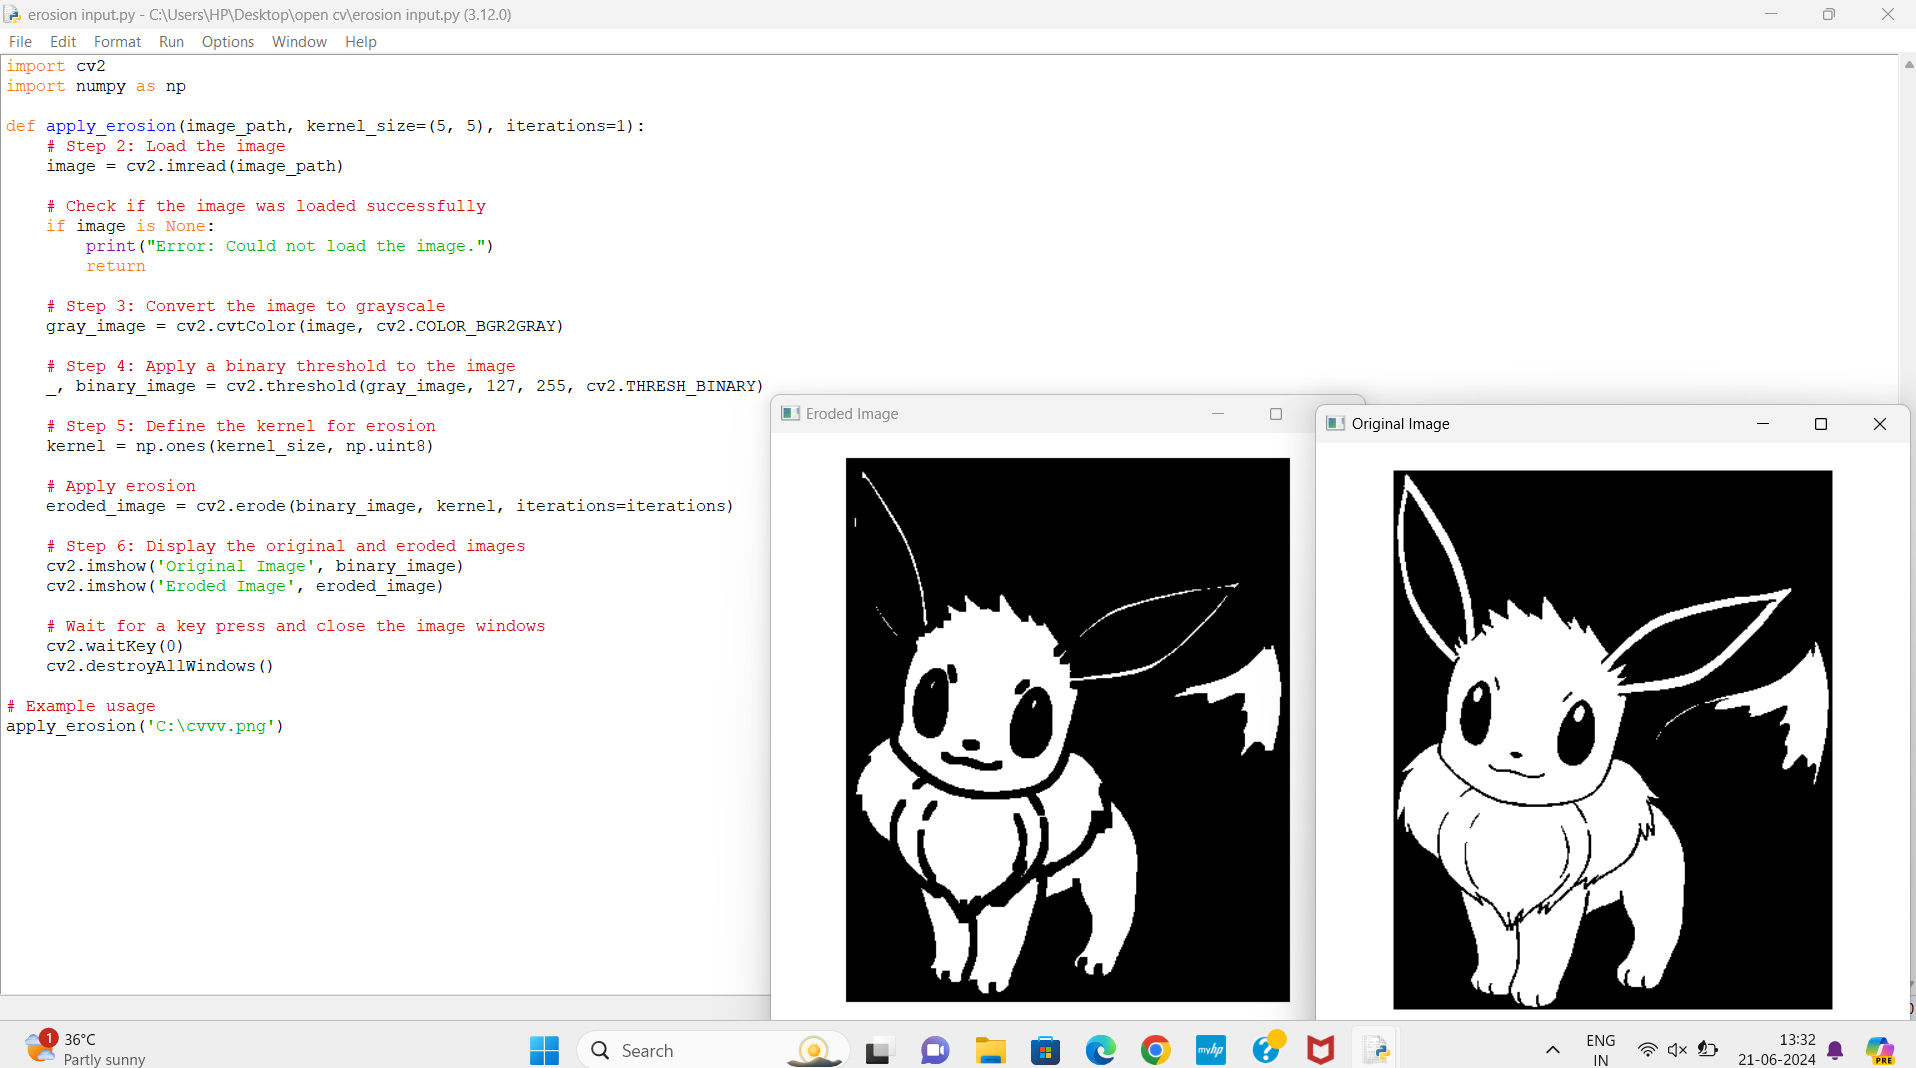 erosion input.py - C:\Users\HP\Desktop\open cv\erosion input.py (3.12.0)
File Edit Format Run Options Window Help
import cv2
import numpy as np
def apply_erosion(image_path, kernel_size=(5, 5), iterations=1):
    # Step 2: Load the image
    image = cv2.imread(image_path)
    # Check if the image was loaded successfully
    if image is None:
        print("Error: Could not load the image.")
        return
    # Step 3: Convert the image to grayscale
    gray_image = cv2.cvtColor(image, cv2.COLOR_BGR2GRAY)
    # Step 4: Apply a binary threshold to the image
    _, binary_image = cv2.threshold(gray_image, 127, 255, cv2.THRESH_BINARY)
    # Step 5: Define the kernel for erosion
    kernel = np.ones(kernel_size, np.uint8)
    # Apply erosion
    eroded_image = cv2.erode(binary_image, kernel, iterations=iterations)
    # Step 6: Display the original and eroded images
    cv2.imshow('Original Image', binary_image)
    cv2.imshow('Eroded Image', eroded_image)
    # Wait for a key press and close the image windows
    cv2.waitKey(0)
    cv2.destroyAllWindows()
# Example usage
apply_erosion('C:\cvvv.png')
Eroded Image
Original Image
1
36°C
Partly sunny
Search
myhp
ENG
IN
13:32
21-06-2024
PRE